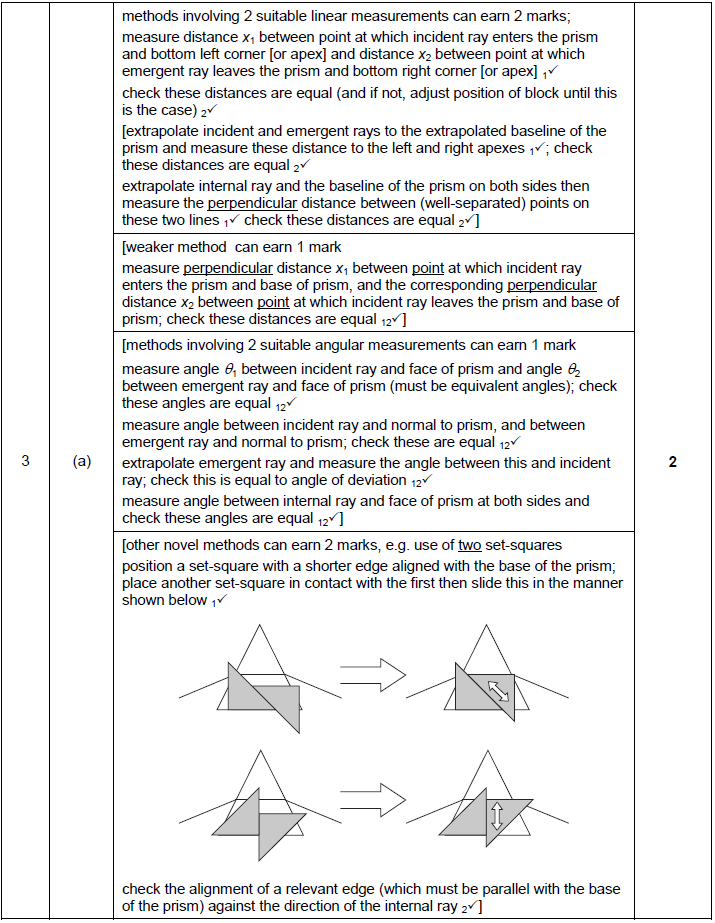 methods involving 2 suitable linear measurements can earn 2 marks;
measure distance x₁ between point at which incident ray enters the prism
and bottom left corner [or apex] and distance x₂ between point at which
emergent ray leaves the prism and bottom right corner [or apex] ₁✓
check these distances are equal (and if not, adjust position of block until this
is the case) ₂✓
[extrapolate incident and emergent rays to the extrapolated baseline of the
prism and measure these distance to the left and right apexes ₁✓; check
these distances are equal ₂✓
extrapolate internal ray and the baseline of the prism on both sides then
measure the perpendicular distance between (well-separated) points on
these two lines ₁✓ check these distances are equal ₂✓]
[weaker method can earn 1 mark
measure perpendicular distance x₁ between point at which incident ray
enters the prism and base of prism, and the corresponding perpendicular
distance x₂ between point at which incident ray leaves the prism and base of
prism; check these distances are equal ₁₂✓]
[methods involving 2 suitable angular measurements can earn 1 mark
measure angle θ₁ between incident ray and face of prism and angle θ₂
between emergent ray and face of prism (must be equivalent angles); check
these angles are equal ₁₂✓
measure angle between incident ray and normal to prism, and between
emergent ray and normal to prism; check these are equal ₁₂✓
3 (a) 2
extrapolate emergent ray and measure the angle between this and incident
ray; check this is equal to angle of deviation ₁₂✓
measure angle between internal ray and face of prism at both sides and
check these angles are equal ₁₂✓]
[other novel methods can earn 2 marks, e.g. use of two set-squares
position a set-square with a shorter edge aligned with the base of the prism;
place another set-square in contact with the first then slide this in the manner
shown below ₁✓
check the alignment of a relevant edge (which must be parallel with the base
of the prism) against the direction of the internal ray ₂✓]